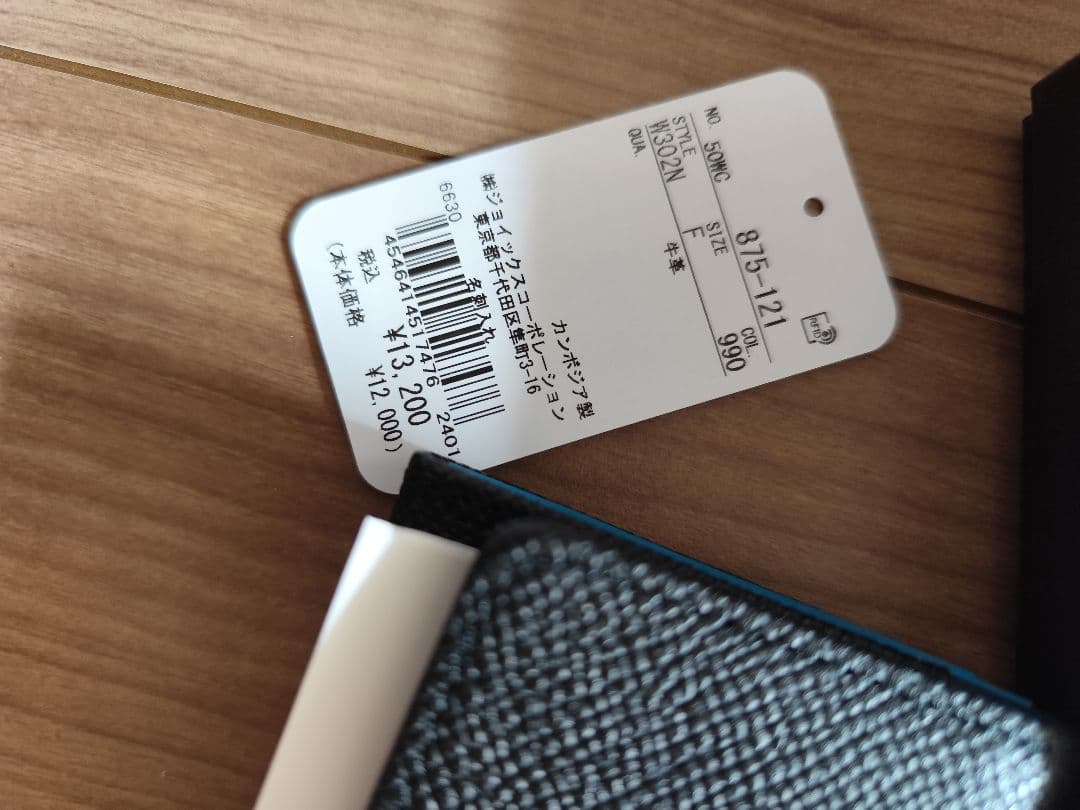 RFID
NO. 50WG 875-121
STYLE SIZE COL.
W302N F 990
QUA. 牛革
カンボジア製
㈱ジョイックスコーポレーション
東京都千代田区隼町3-16
名刺入れ
6630 2401
4546414517476
税込 ¥13,200
(本体価格 ¥12,000)